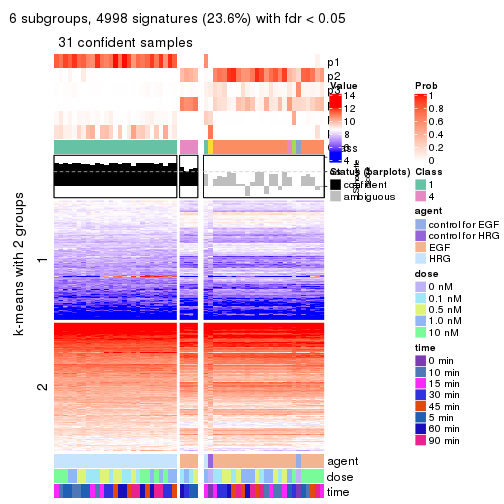 6 subgroups, 4998 signatures (23.6%) with fdr < 0.05
31 confident samples
p1
p2
Value
14
12
10
8
6
4
Prob
1
0.8
0.6
0.4
0.2
0
Status (barplots)
confident
ambiguous
Class
1
4
agent
control for EGF
control for HRG
EGF
HRG
dose
0 nM
0.1 nM
0.5 nM
1.0 nM
10 nM
time
0 min
10 min
15 min
30 min
45 min
5 min
60 min
90 min
k-means with 2 groups
1
2
agent
dose
time